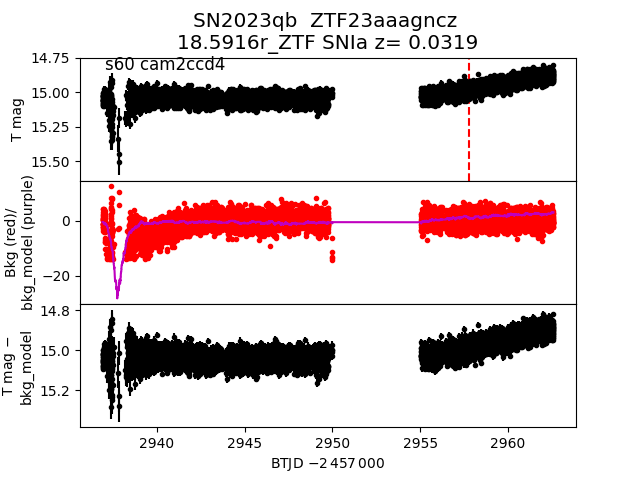 SN2023qb  ZTF23aaagncz
18.5916r_ZTF SNIa z= 0.0319
s60 cam2ccd4
14.75
15.00
15.25
15.50
T mag
0
−20
Bkg (red)/
bkg_model (purple)
14.8
15.0
15.2
T mag −
bkg_model
2940 2945 2950 2955 2960
BTJD −2 457 000